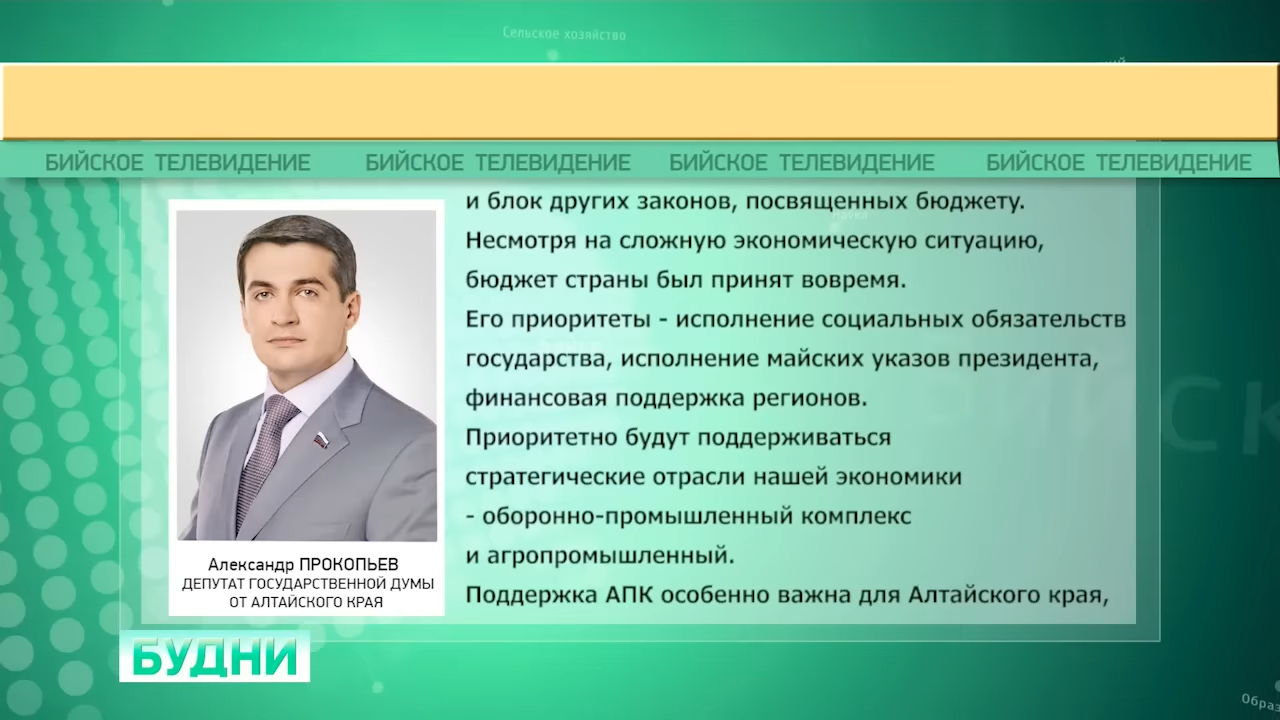 Сельское хозяйство
БИЙСКОЕ ТЕЛЕВИДЕНИЕ БИЙСКОЕ ТЕЛЕВИДЕНИЕ БИЙСКОЕ ТЕЛЕВИДЕНИЕ БИЙСКОЕ ТЕЛЕВИДЕНИЕ
и блок других законов, посвященных бюджету.
Несмотря на сложную экономическую ситуацию,
бюджет страны был принят вовремя.
Его приоритеты - исполнение социальных обязательств
государства, исполнение майских указов президента,
финансовая поддержка регионов.
Приоритетно будут поддерживаться
стратегические отрасли нашей экономики
- оборонно-промышленный комплекс
и агропромышленный.
Поддержка АПК особенно важна для Алтайского края,
Александр ПРОКОПЬЕВ
ДЕПУТАТ ГОСУДАРСТВЕННОЙ ДУМЫ
ОТ АЛТАЙСКОГО КРАЯ
БУДНИ